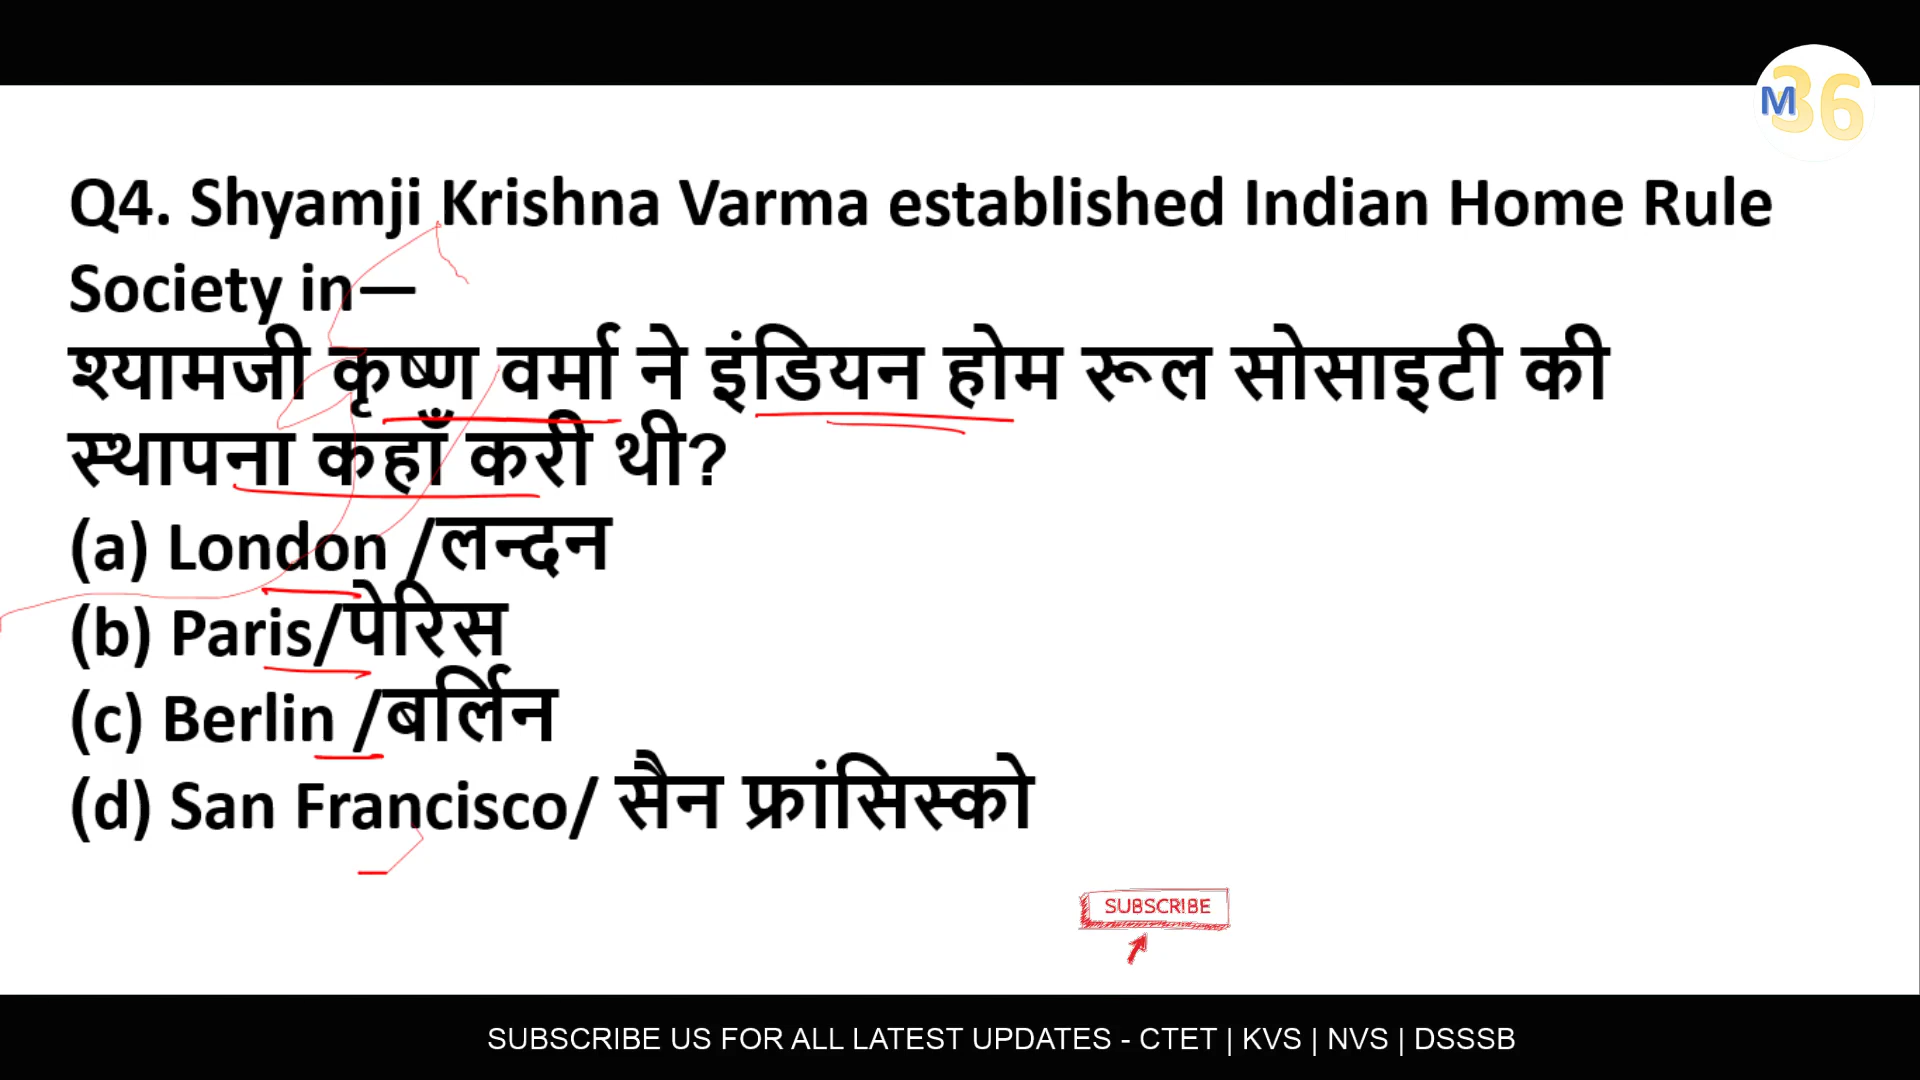 M36
Q4. Shyamji Krishna Varma established Indian Home Rule
Society in—
श्यामजी कृष्ण वर्मा ने इंडियन होम रूल सोसाइटी की
स्थापना कहाँ करी थी?
(a) London /लन्दन
(b) Paris/पेरिस
(c) Berlin /बर्लिन
(d) San Francisco/ सैन फ्रांसिस्को
SUBSCRIBE
SUBSCRIBE US FOR ALL LATEST UPDATES - CTET | KVS | NVS | DSSSB